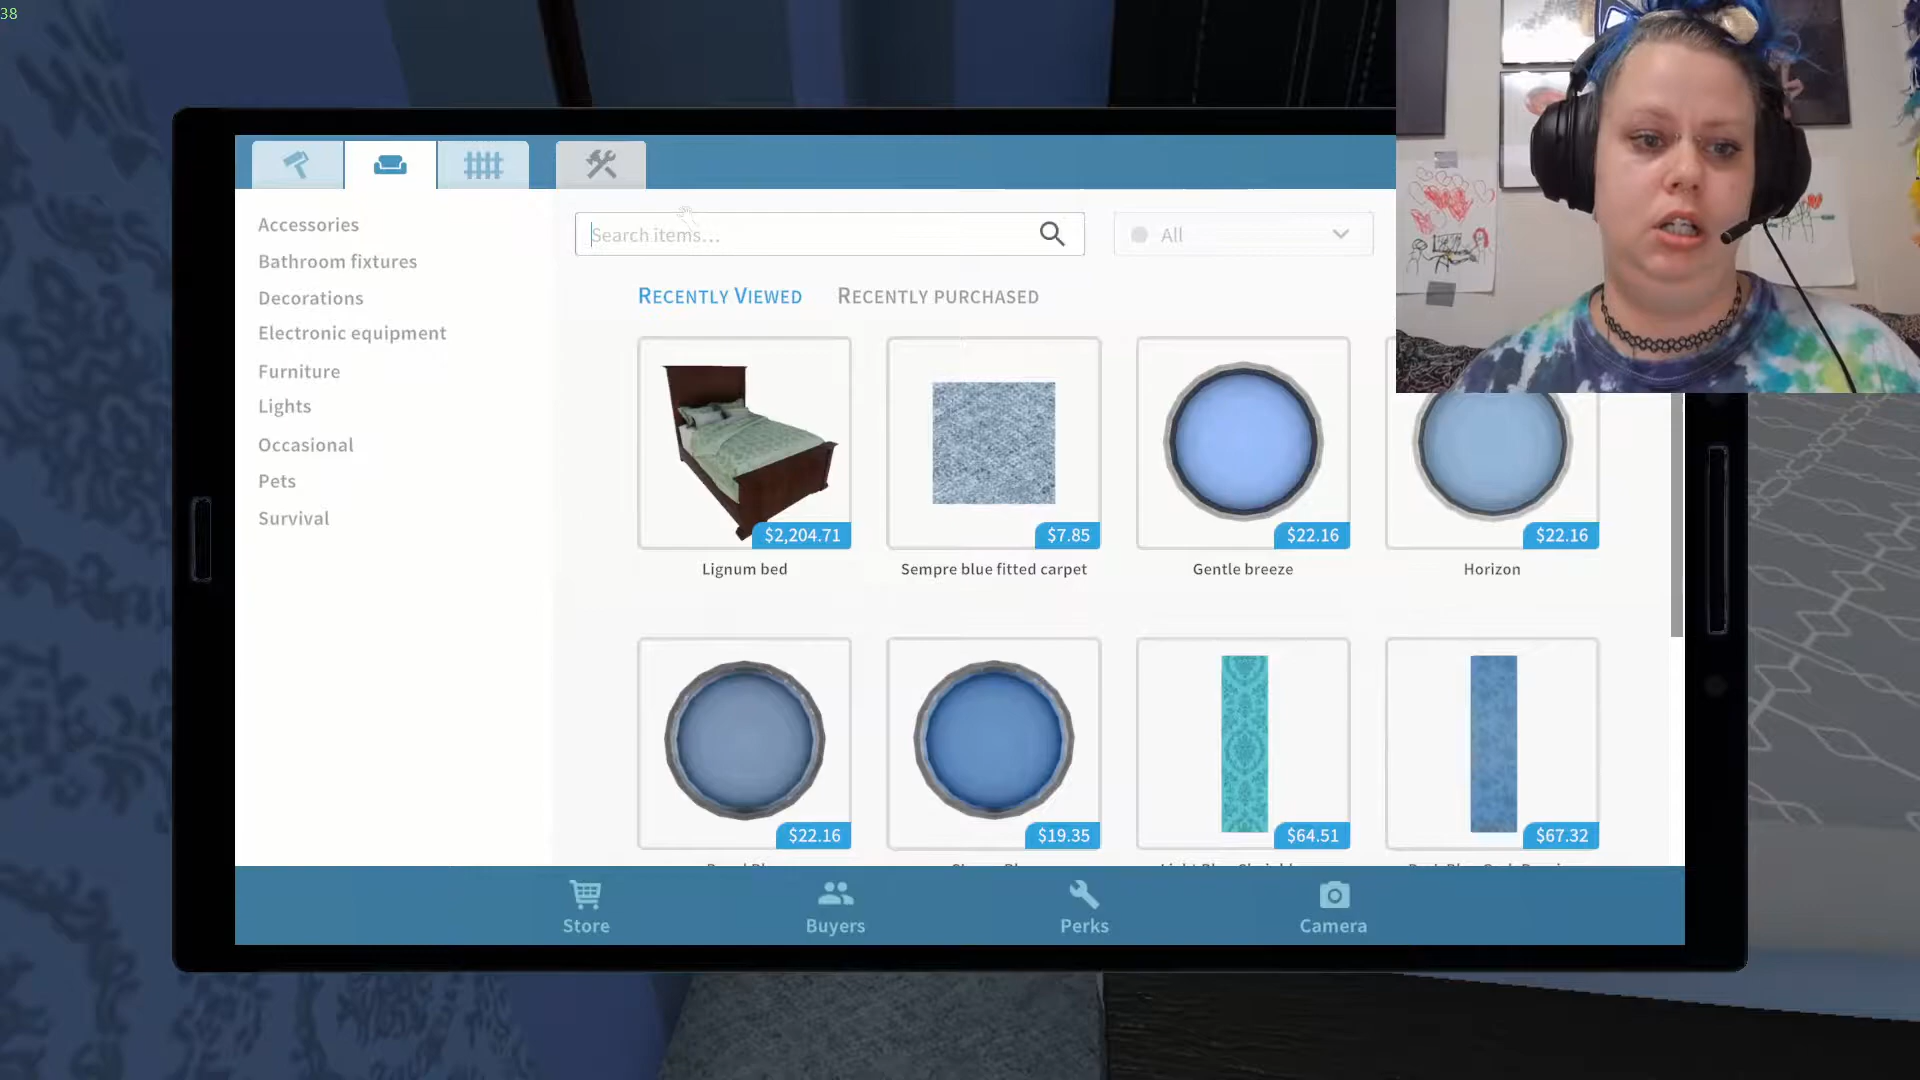 38
Search items...
All
Accessories
Bathroom fixtures
Decorations
Electronic equipment
Furniture
Lights
Occasional
Pets
Survival
RECENTLY VIEWED RECENTLY PURCHASED
$2,204.71 $7.85 $22.16 $22.16
Lignum bed Sempre blue fitted carpet Gentle breeze Horizon
$22.16 $19.35 $64.51 $67.32
Store Buyers Perks Camera